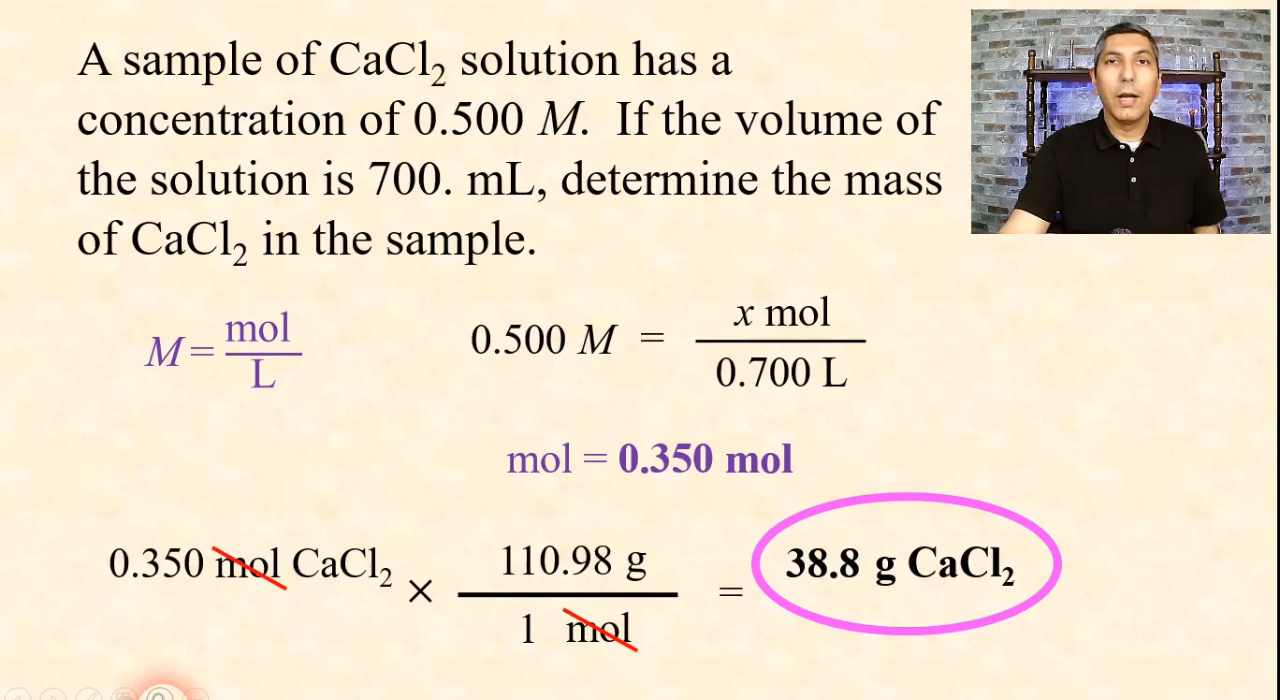 A sample of CaCl₂ solution has a
concentration of 0.500 M. If the volume of
the solution is 700. mL, determine the mass
of CaCl₂ in the sample.
M = mol / L
0.500 M = x mol / 0.700 L
mol = 0.350 mol
0.350 mol CaCl₂ × 110.98 g / 1 mol = 38.8 g CaCl₂